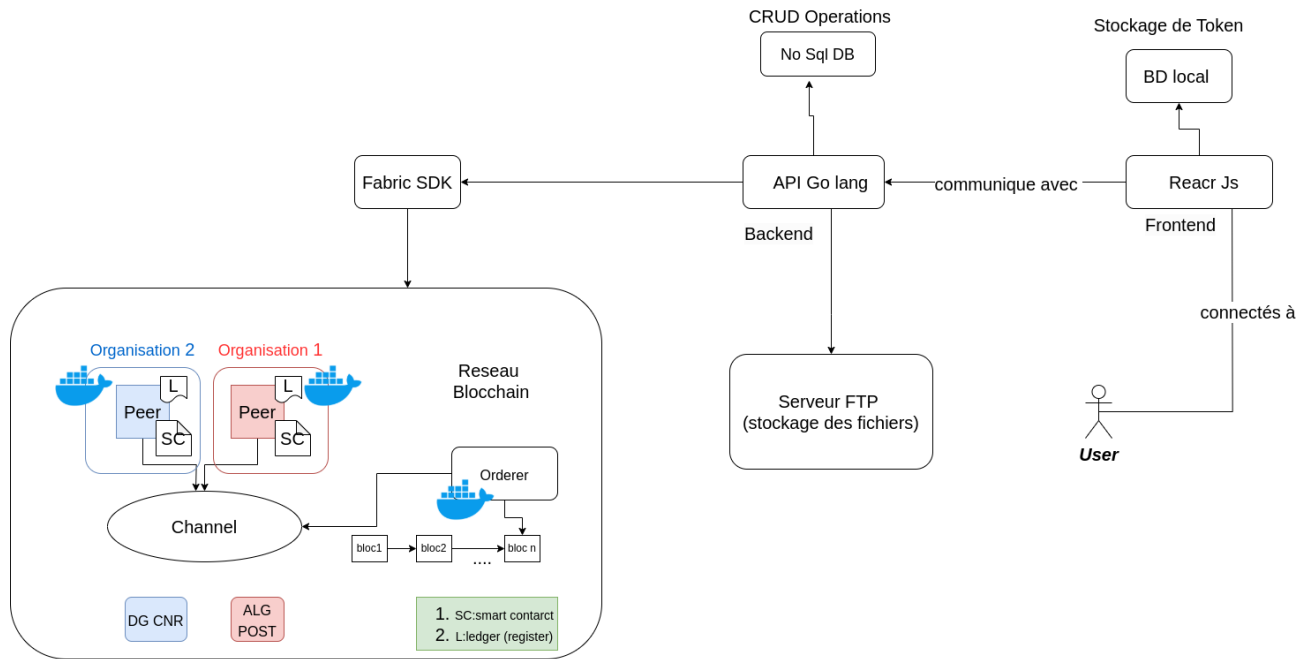 CRUD Operations
No Sql DB
Stockage de Token
BD local
Fabric SDK
API Go lang
communique avec
Reacr Js
Backend
Frontend
connectés à
Organisation 2
Organisation 1
Reseau
Blocchain
L
Peer
SC
L
Peer
SC
Serveur FTP
(stockage des fichiers)
User
Orderer
Channel
bloc1
bloc2
....
bloc n
DG CNR
ALG
POST
1. SC:smart contarct
2. L:ledger (register)